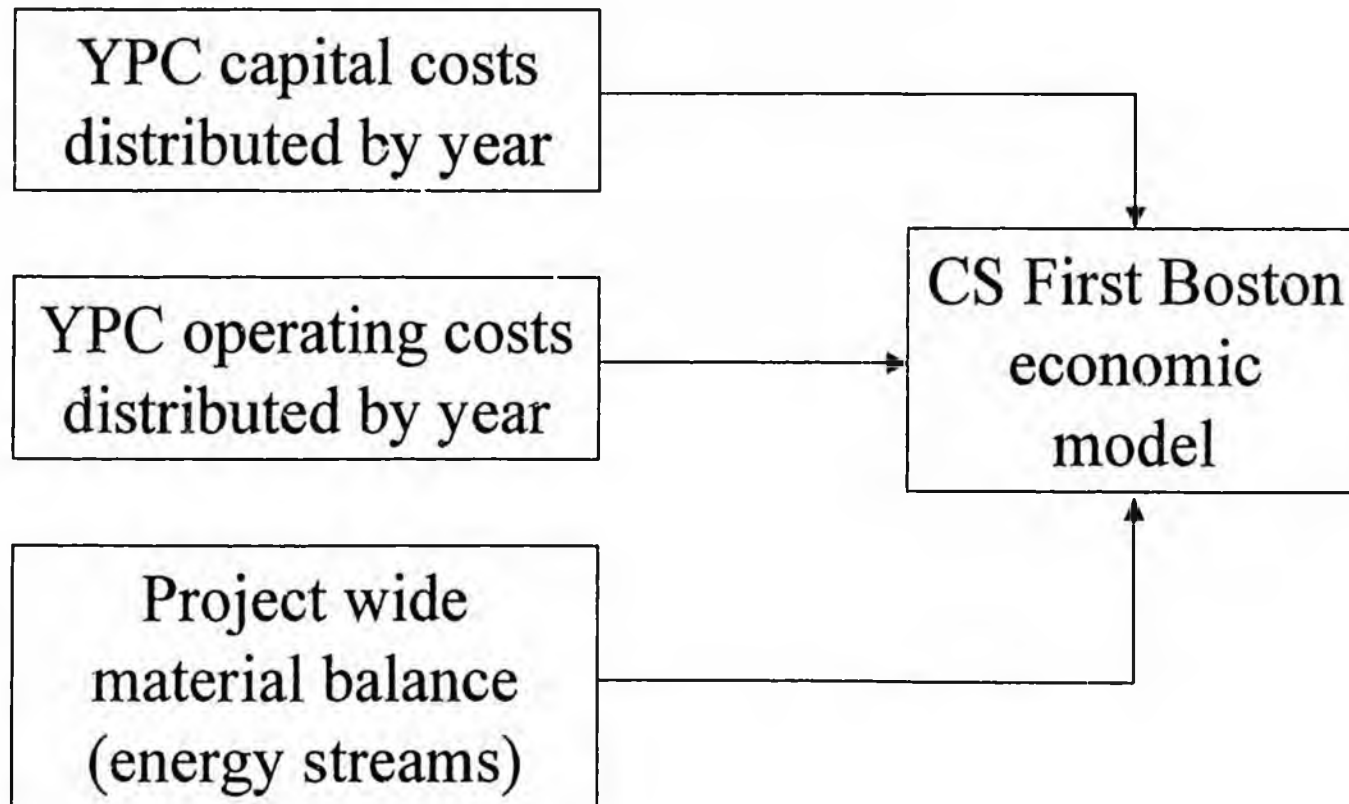 YPC capital costs
distributed by year
YPC operating costs
distributed by year
Project wide
material balance
(energy streams)
CS First Boston
economic
model